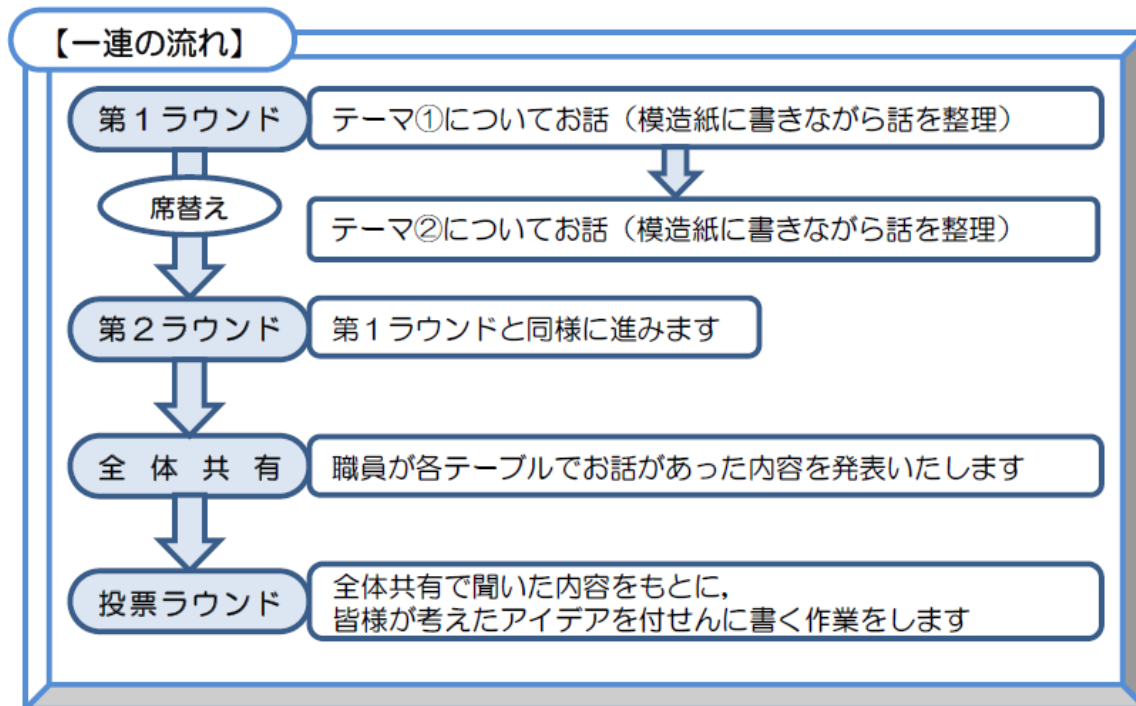 【一連の流れ】
第１ラウンド
テーマ①についてお話（模造紙に書きながら話を整理）
席替え
テーマ②についてお話（模造紙に書きながら話を整理）
第２ラウンド
第１ラウンドと同様に進みます
全体共有
職員が各テーブルでお話があった内容を発表いたします
投票ラウンド
全体共有で聞いた内容をもとに，
皆様が考えたアイデアを付せんに書く作業をします